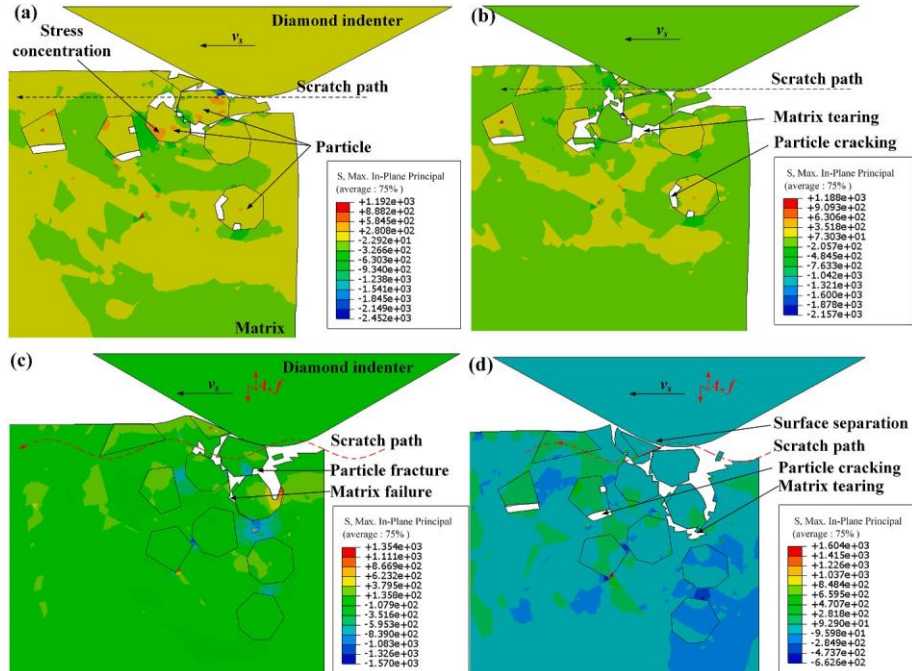 (a)
Diamond indenter
Stress
concentration
vs
Scratch path
Particle
S, Max. In-Plane Principal
(average : 75% )
+1.192e+03
+8.882e+02
+5.845e+02
+2.808e+02
-2.292e+01
-3.266e+02
-6.303e+02
-9.340e+02
-1.238e+03
-1.541e+03
-1.845e+03
-2.149e+03
-2.452e+03
Matrix
(b)
vs
Scratch path
Matrix tearing
Particle cracking
S, Max. In-Plane Principal
(average : 75%)
+1.188e+03
+9.093e+02
+6.306e+02
+3.518e+02
+7.303e+01
-2.057e+02
-4.845e+02
-7.633e+02
-1.042e+03
-1.321e+03
-1.600e+03
-1.878e+03
-2.157e+03
(c)
Diamond indenter
vs
A, f
Scratch path
Particle fracture
Matrix failure
S, Max. In-Plane Principal
(average : 75%)
+1.354e+03
+1.111e+03
+8.669e+02
+6.232e+02
+3.795e+02
+1.358e+02
-1.079e+02
-3.516e+02
-5.953e+02
-8.390e+02
-1.083e+03
-1.326e+03
-1.570e+03
(d)
vs
A, f
Surface separation
Scratch path
Particle cracking
Matrix tearing
S, Max. In-Plane Principal
(average : 75%)
+1.604e+03
+1.415e+03
+1.226e+03
+1.037e+03
+8.484e+02
+6.595e+02
+4.707e+02
+2.818e+02
+9.290e+01
-9.598e+01
-2.849e+02
-4.737e+02
-6.626e+02